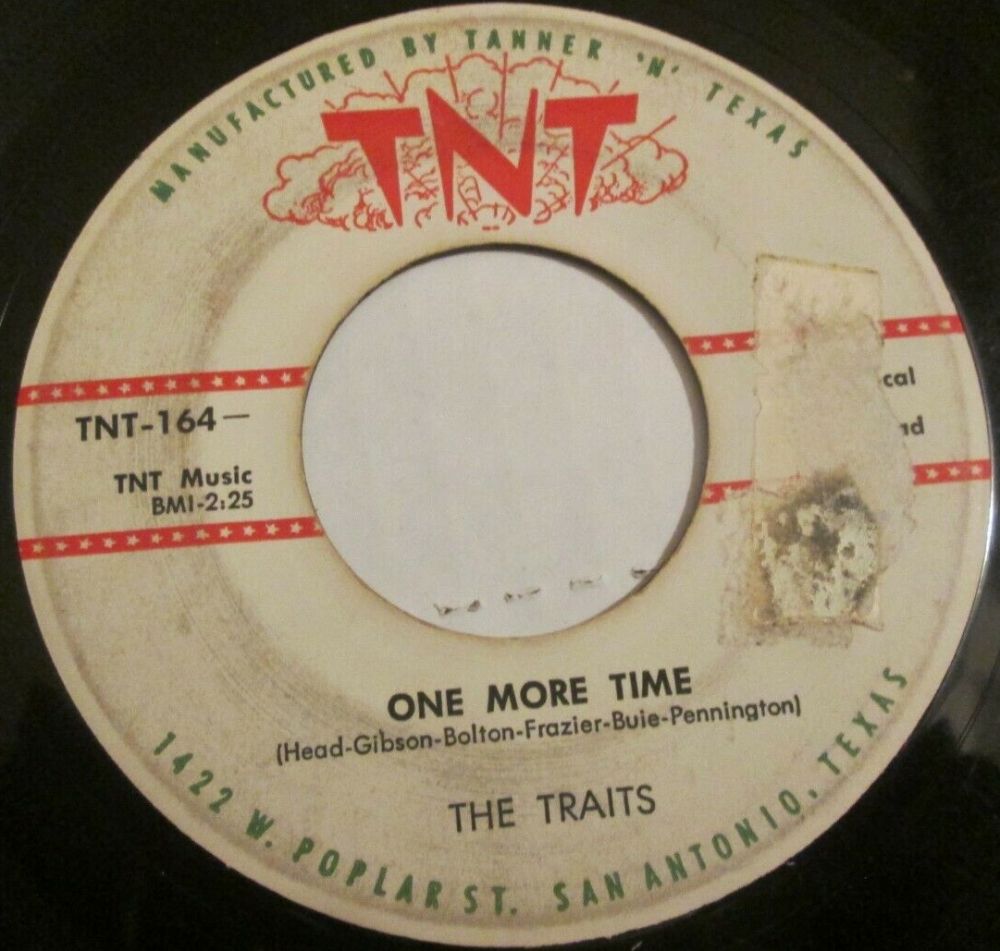 MANUFACTURED BY TANNER 'N' TEXAS
TNT
TNT-164—
TNT Music
BMI-2:25
cal
ad
ONE MORE TIME
(Head-Gibson-Bolton-Frazier-Buie-Pennington)
THE TRAITS
1422 W. POPLAR ST. SAN ANTONIO, TEXAS